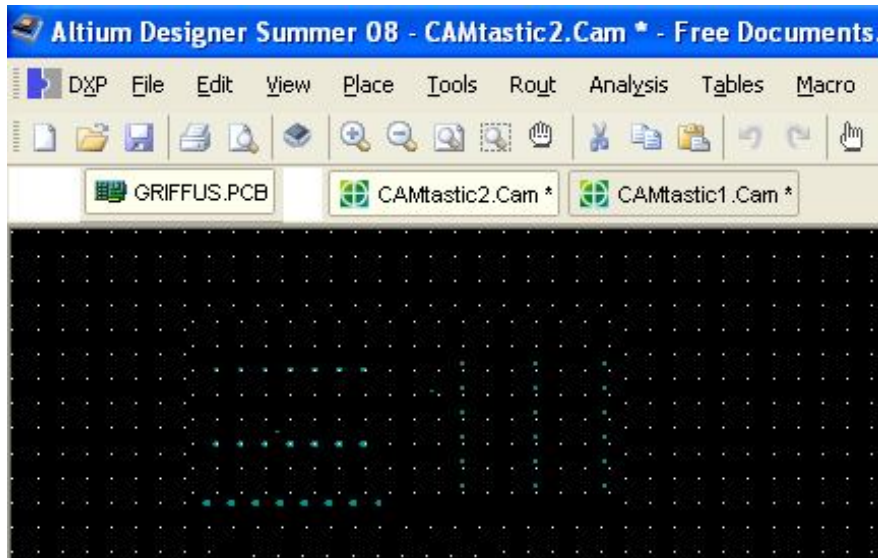 Altium Designer Summer 08 - CAMtastic2.Cam * - Free Documents.
DXP File Edit View Place Tools Rout Analysis Tables Macro
GRIFFUS.PCB CAMtastic2.Cam * CAMtastic1.Cam *